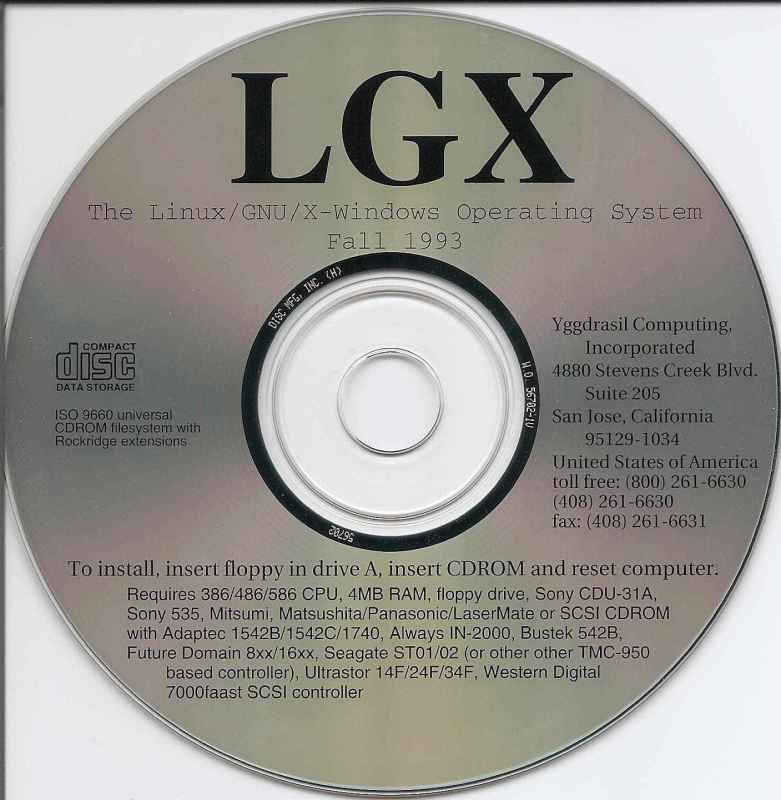 LGX
The Linux/GNU/X-Windows Operating System
Fall 1993
DISC MFG, INC. (H)
W.O. 56702-1U
56702
COMPACT
disc
DATA STORAGE
ISO 9660 universal
CDROM filesystem with
Rockridge extensions
Yggdrasil Computing,
Incorporated
4880 Stevens Creek Blvd.
Suite 205
San Jose, California
95129-1034
United States of America
toll free: (800) 261-6630
(408) 261-6630
fax: (408) 261-6631
To install, insert floppy in drive A, insert CDROM and reset computer.
Requires 386/486/586 CPU, 4MB RAM, floppy drive, Sony CDU-31A,
Sony 535, Mitsumi, Matsushita/Panasonic/LaserMate or SCSI CDROM
with Adaptec 1542B/1542C/1740, Always IN-2000, Bustek 542B,
Future Domain 8xx/16xx, Seagate ST01/02 (or other other TMC-950
based controller), Ultrastor 14F/24F/34F, Western Digital
7000faast SCSI controller